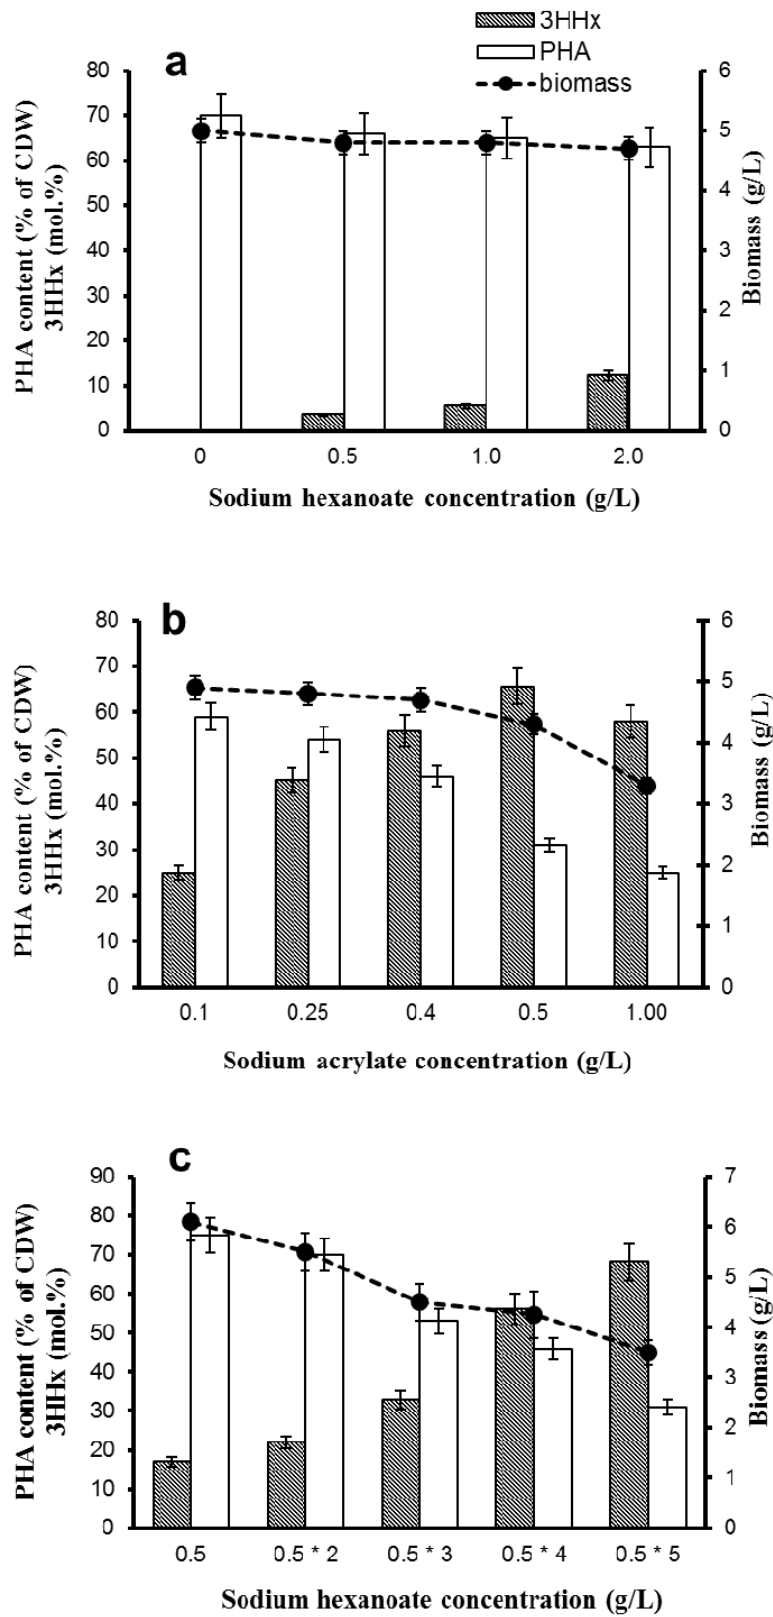 3HHx
PHA
biomass
a
80
70
60
50
40
30
20
10
0
6
5
4
3
2
1
0
PHA content (% of CDW)
3HHx (mol.%)
Biomass (g/L)
0 0.5 1.0 2.0
Sodium hexanoate concentration (g/L)
b
80
70
60
50
40
30
20
10
0
6
5
4
3
2
1
0
PHA content (% of CDW)
3HHx (mol.%)
Biomass (g/L)
0.1 0.25 0.4 0.5 1.00
Sodium acrylate concentration (g/L)
c
90
80
70
60
50
40
30
20
10
0
7
6
5
4
3
2
1
0
PHA content (% of CDW)
3HHx (mol.%)
Biomass (g/L)
0.5 0.5 * 2 0.5 * 3 0.5 * 4 0.5 * 5
Sodium hexanoate concentration (g/L)